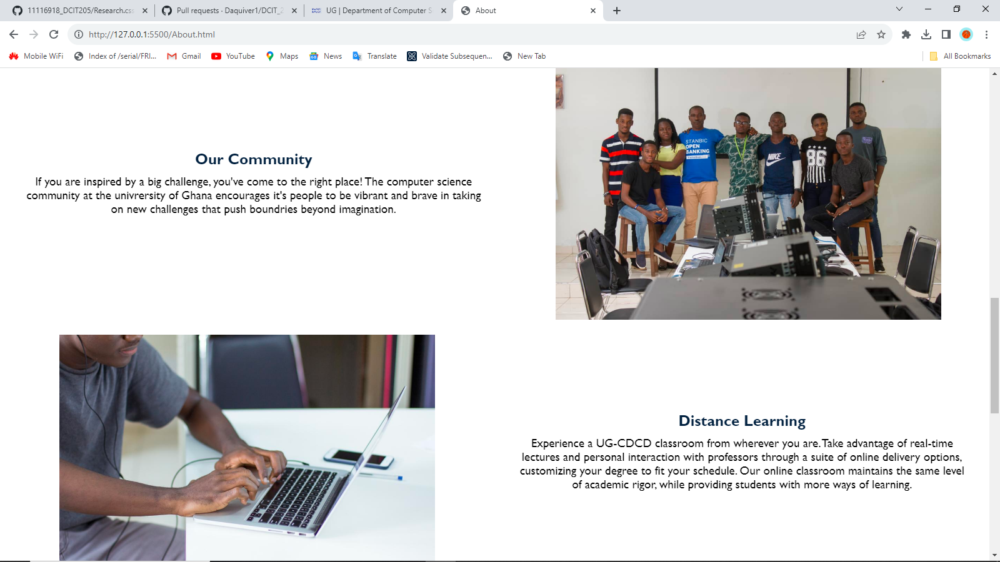 11116918_DCIT205/Research.css
Pull requests · Daquiver1/DCIT_2
UG | Department of Computer S
About
http://127.0.0.1:5500/About.html
Mobile WiFi
Index of /serial/FRI...
Gmail
YouTube
Maps
News
Translate
Validate Subsequen...
New Tab
All Bookmarks
STANBIC
OPEN
BANKING
NIKE
86
Our Community
If you are inspired by a big challenge, you've come to the right place! The computer science
community at the univresity of Ghana encourages it's people to be vibrant and brave in taking
on new challenges that push boundries beyond imagination.
Distance Learning
Experience a UG-CDCD classroom from wherever you are. Take advantage of real-time
lectures and personal interaction with professors through a suite of online delivery options,
customizing your degree to fit your schedule. Our online classroom maintains the same level
of academic rigor, while providing students with more ways of learning.